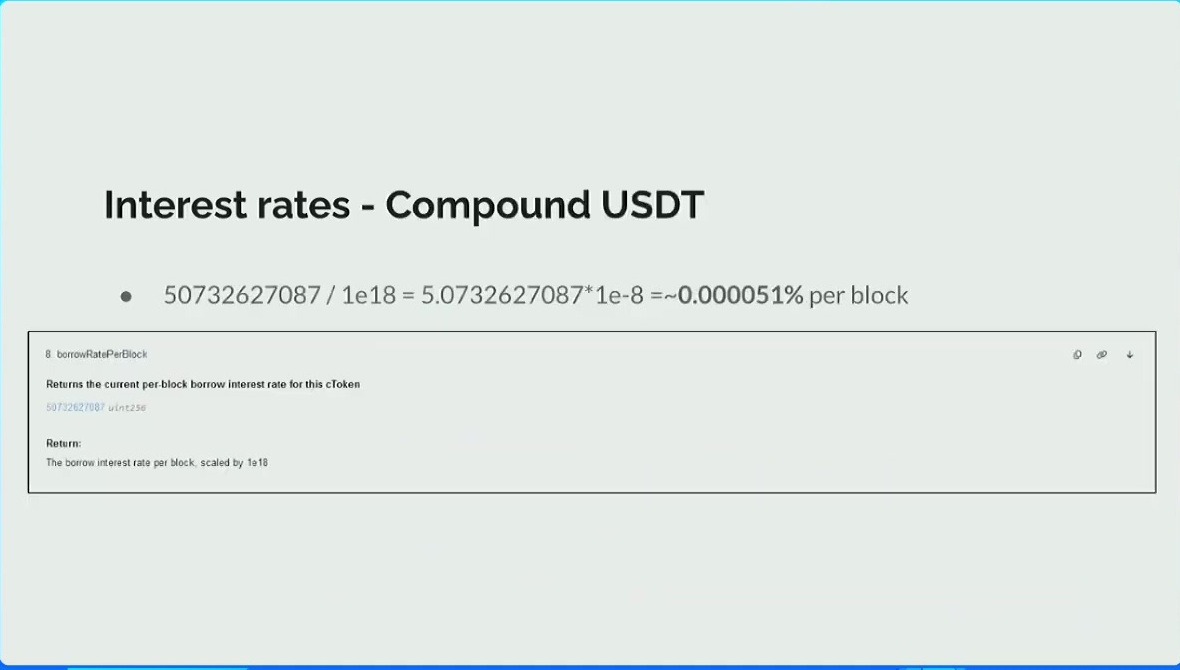 Interest rates - Compound USDT
● 50732627087 / 1e18 = 5.0732627087*1e-8 =~0.000051% per block
8. borrowRatePerBlock
Returns the current per-block borrow interest rate for this cToken
50732627087 uint256
Return:
The borrow interest rate per block, scaled by 1e18